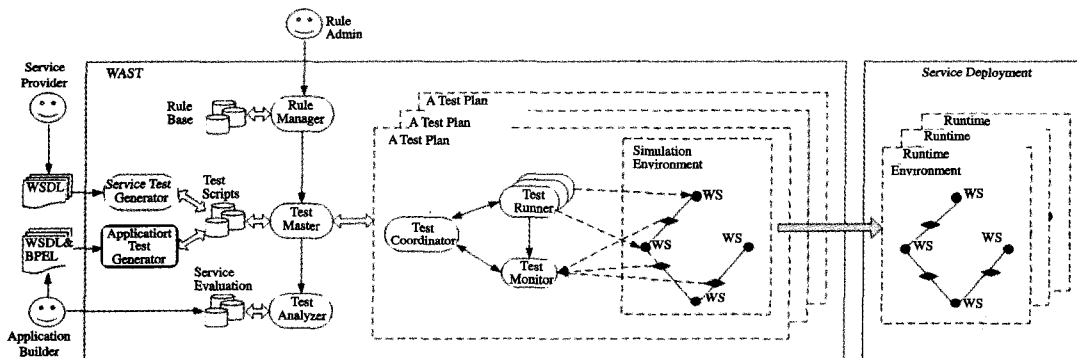 Rule
Admin
WAST
Service
Provider
Service Deployment
Rule
Base
Rule
Manager
A Test Plan
A Test Plan
A Test Plan
Runtime
Runtime
Runtime
Environment
Simulation
Environment
WSDL
Service Test
Generator
Test
Scripts
Test
Master
Test
Runner
Test
Coordinator
Test
Monitor
WS
WS
WS
WS
WS
WS
WS
WS
WSDL&
BPEL
Applicatiort
Test
Generator
Service
Evaluation
Test
Analyzer
Application
Builder